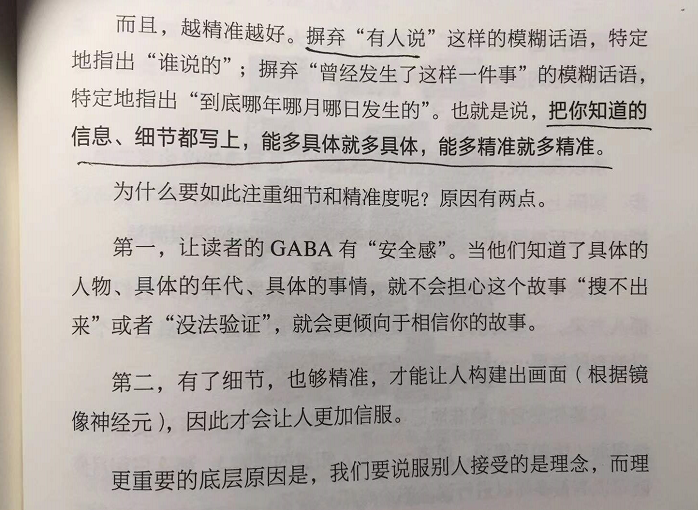 而且，越精准越好。摒弃“有人说”这样的模糊话语，特定
地指出“谁说的”；摒弃“曾经发生了这样一件事”的模糊话语，
特定地指出“到底哪年哪月哪日发生的”。也就是说，把你知道的
信息、细节都写上，能多具体就多具体，能多精准就多精准。
为什么要如此注重细节和精准度呢？原因有两点。
第一，让读者的 GABA 有“安全感”。当他们知道了具体的
人物、具体的年代、具体的事情，就不会担心这个故事“搜不出
来”或者“没法验证”，就会更倾向于相信你的故事。
第二，有了细节，也够精准，才能让人构建出画面（根据镜
像神经元），因此才会让人更加信服。
更重要的底层原因是，我们要说服别人接受的是理念，而理